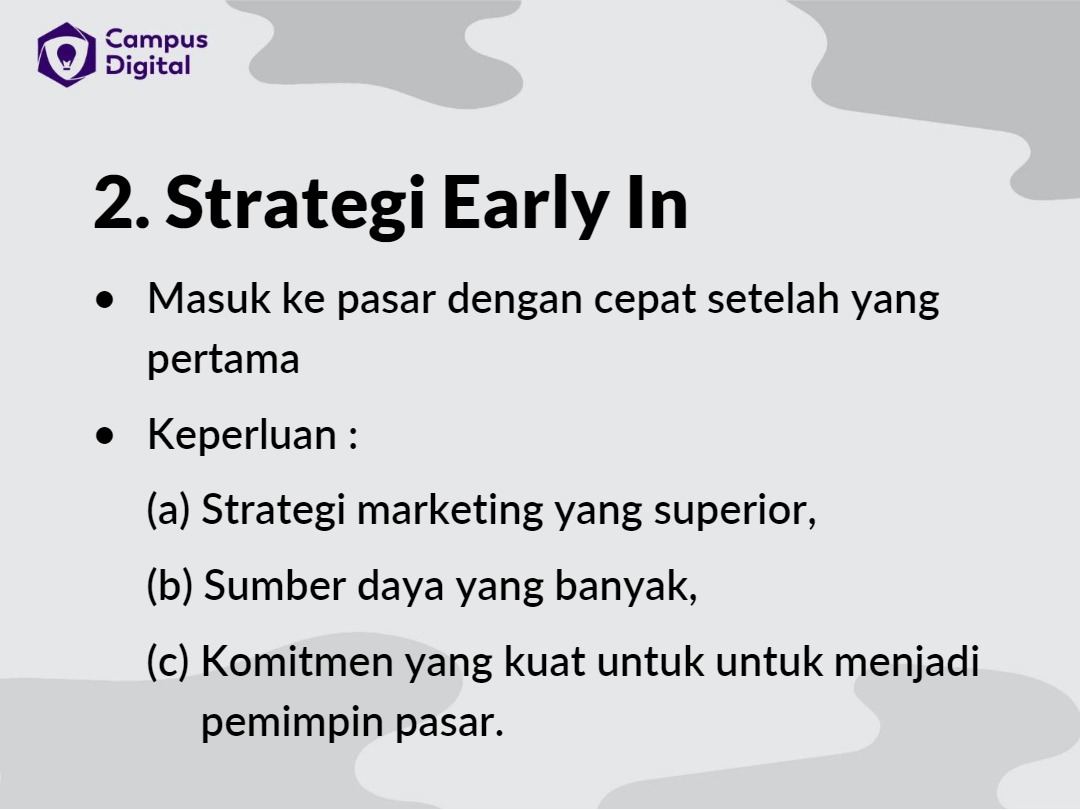 Campus
Digital
2. Strategi Early In
● Masuk ke pasar dengan cepat setelah yang
pertama
● Keperluan :
(a) Strategi marketing yang superior,
(b) Sumber daya yang banyak,
(c) Komitmen yang kuat untuk untuk menjadi
pemimpin pasar.